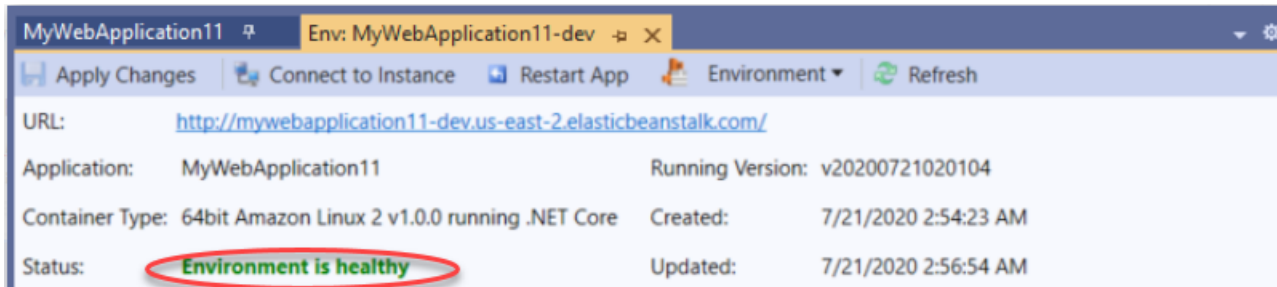 MyWebApplication11 Env: MyWebApplication11-dev
Apply Changes Connect to Instance Restart App Environment Refresh
URL: http://mywebapplication11-dev.us-east-2.elasticbeanstalk.com/
Application: MyWebApplication11 Running Version: v20200721020104
Container Type: 64bit Amazon Linux 2 v1.0.0 running .NET Core Created: 7/21/2020 2:54:23 AM
Status: Environment is healthy Updated: 7/21/2020 2:56:54 AM